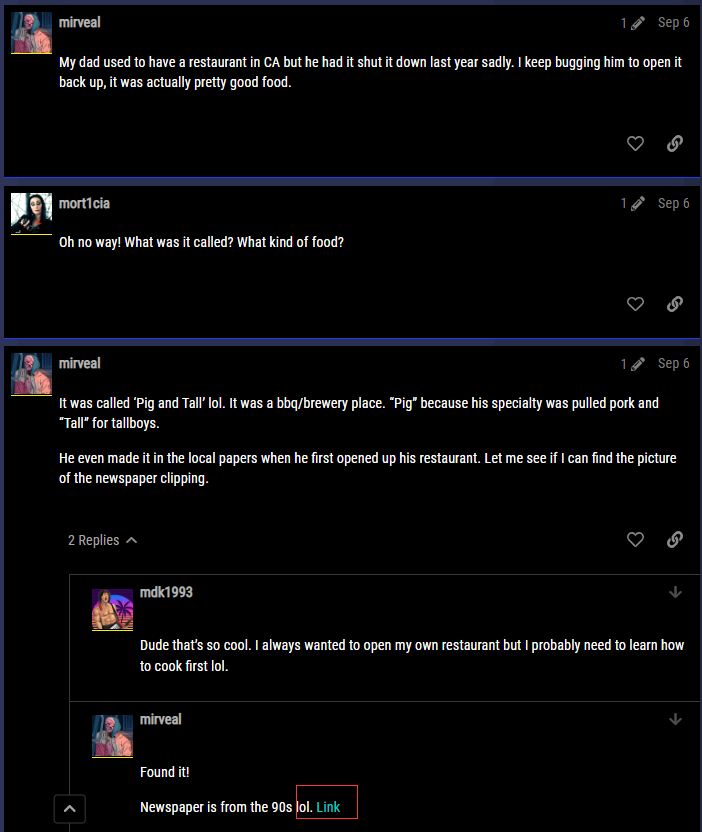 mirveal
1 Sep 6
My dad used to have a restaurant in CA but he had it shut it down last year sadly. I keep bugging him to open it
back up, it was actually pretty good food.
mort1cia
1 Sep 6
Oh no way! What was it called? What kind of food?
mirveal
1 Sep 6
It was called ‘Pig and Tall’ lol. It was a bbq/brewery place. “Pig” because his specialty was pulled pork and
“Tall” for tallboys.
He even made it in the local papers when he first opened up his restaurant. Let me see if I can find the picture
of the newspaper clipping.
2 Replies
mdk1993
Dude that’s so cool. I always wanted to open my own restaurant but I probably need to learn how
to cook first lol.
mirveal
Found it!
Newspaper is from the 90s lol. Link